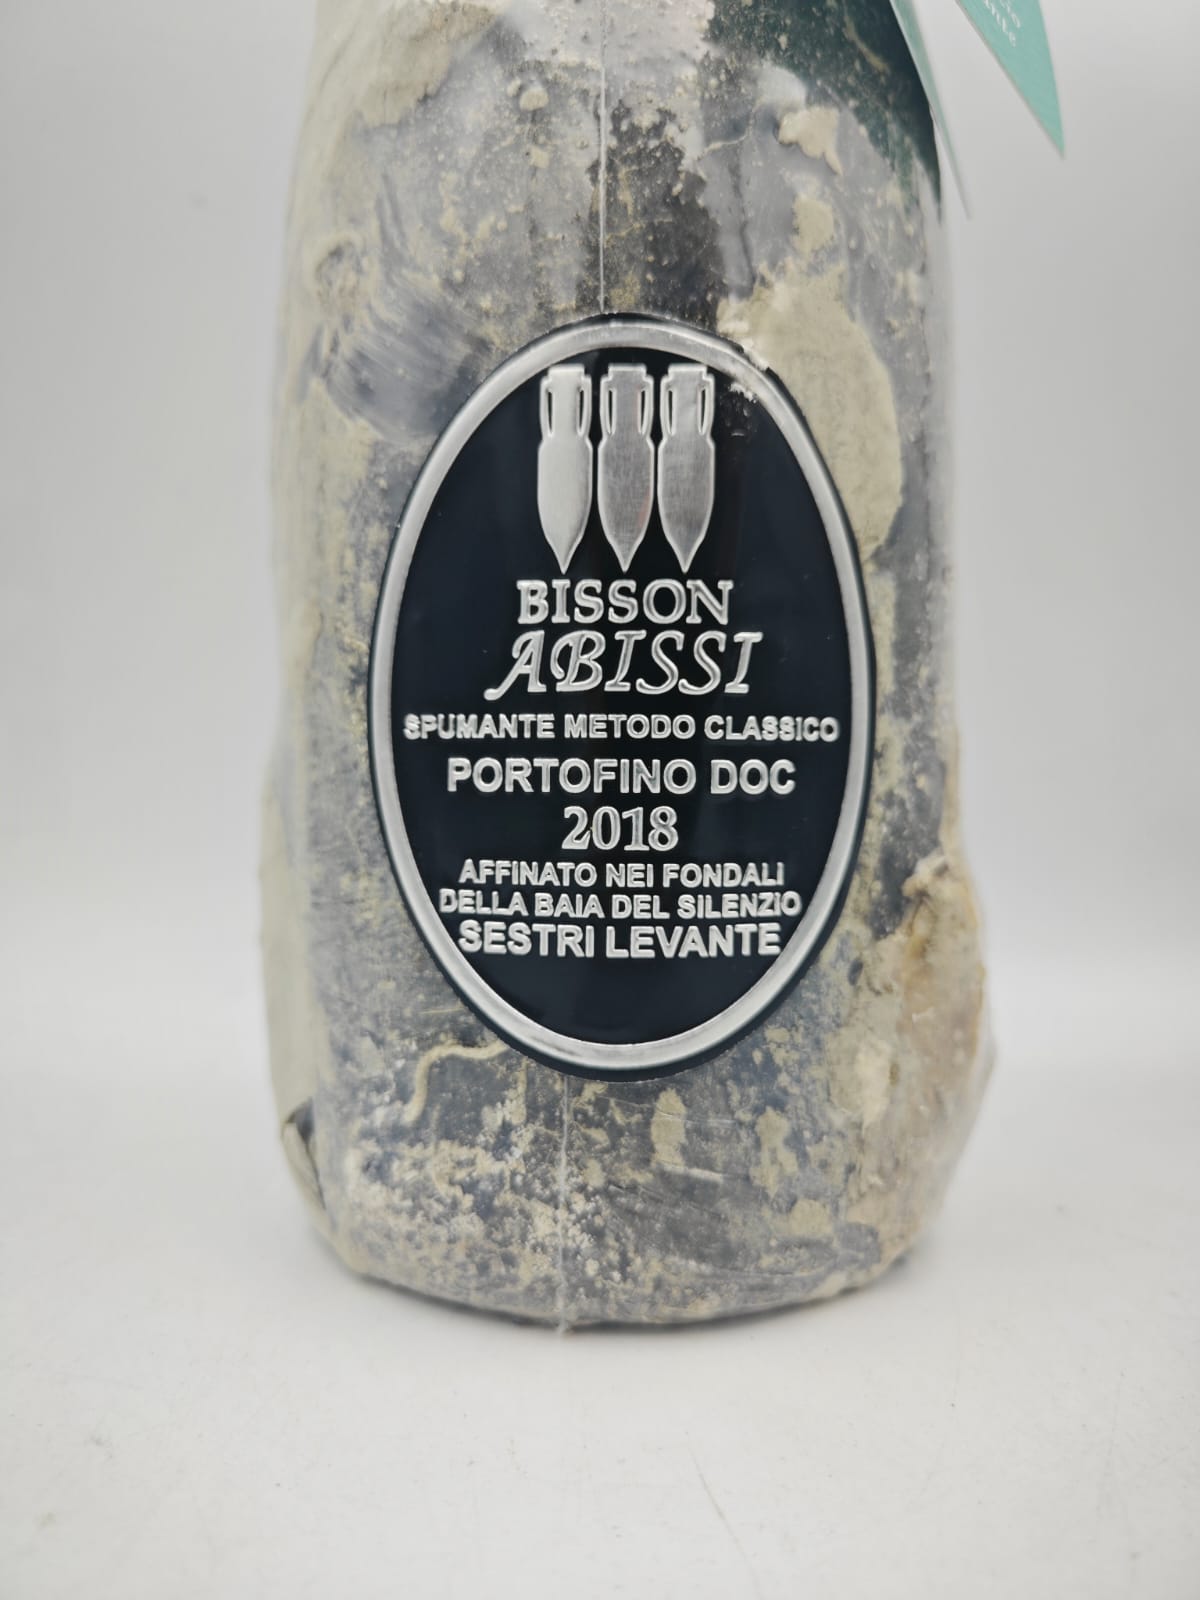 BISSON
ABISSI
SPUMANTE METODO CLASSICO
PORTOFINO DOC
2018
AFFINATO NEI FONDALI
DELLA BAIA DEL SILENZIO
SESTRI LEVANTE